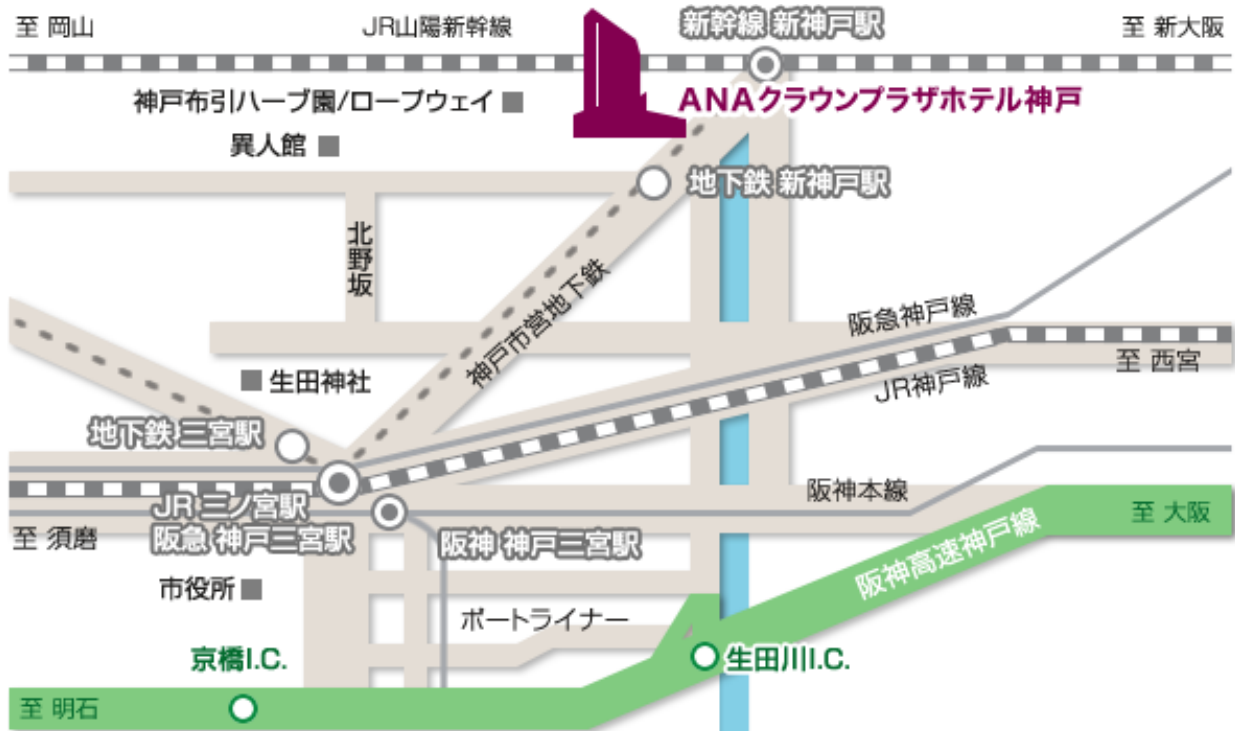 至 岡山
JR山陽新幹線
新幹線 新神戸駅
至 新大阪
神戸布引ハーブ園/ロープウェイ
ANAクラウンプラザホテル神戸
異人館
地下鉄 新神戸駅
北野坂
神戸市営地下鉄
阪急神戸線
至 西宮
生田神社
JR神戸線
地下鉄 三宮駅
阪神本線
JR 三ノ宮駅
至 大阪
至 須磨
阪急 神戸三宮駅
阪神 神戸三宮駅
阪神高速神戸線
市役所
ポートライナー
京橋I.C.
生田川I.C.
至 明石